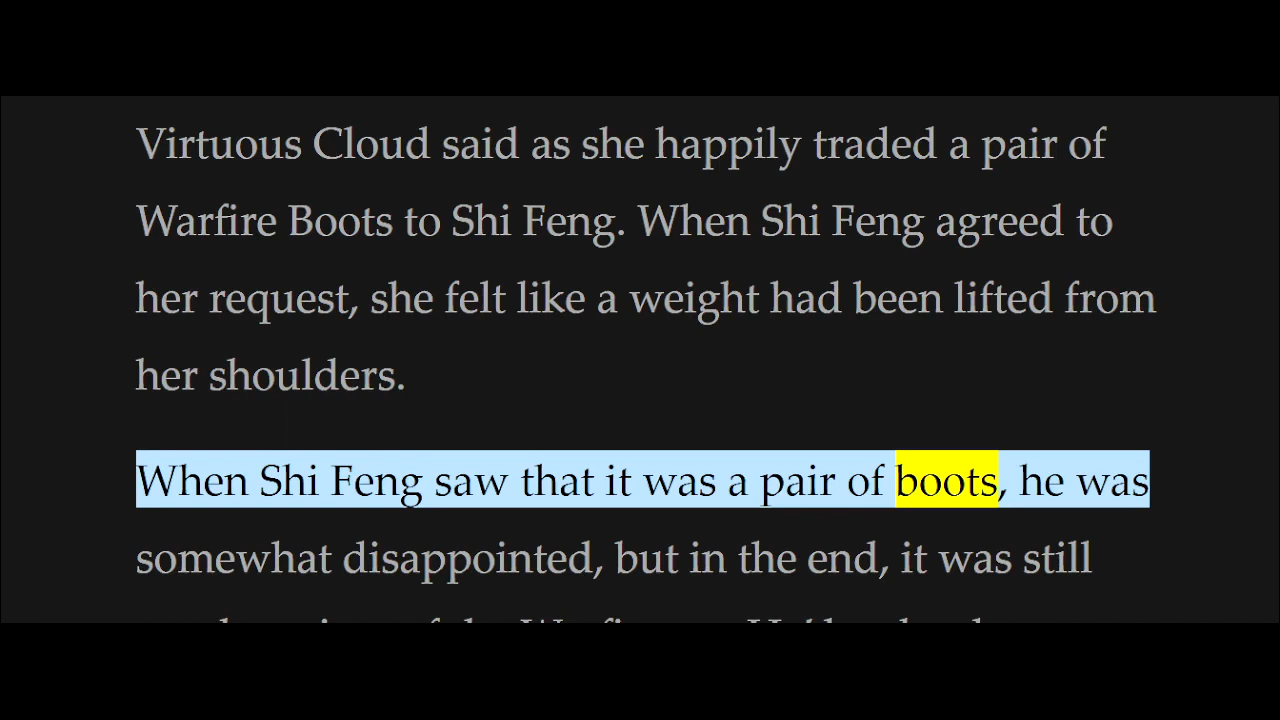 Virtuous Cloud said as she happily traded a pair of
Warfire Boots to Shi Feng. When Shi Feng agreed to
her request, she felt like a weight had been lifted from
her shoulders.
When Shi Feng saw that it was a pair of boots, he was
somewhat disappointed, but in the end, it was still